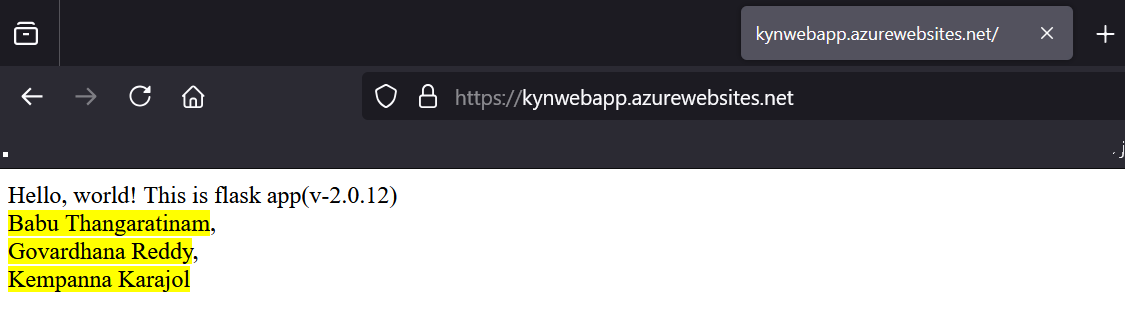 kynwebapp.azurewebsites.net/
https://kynwebapp.azurewebsites.net
Hello, world! This is flask app(v-2.0.12)
Babu Thangaratinam,
Govardhana Reddy,
Kempanna Karajol